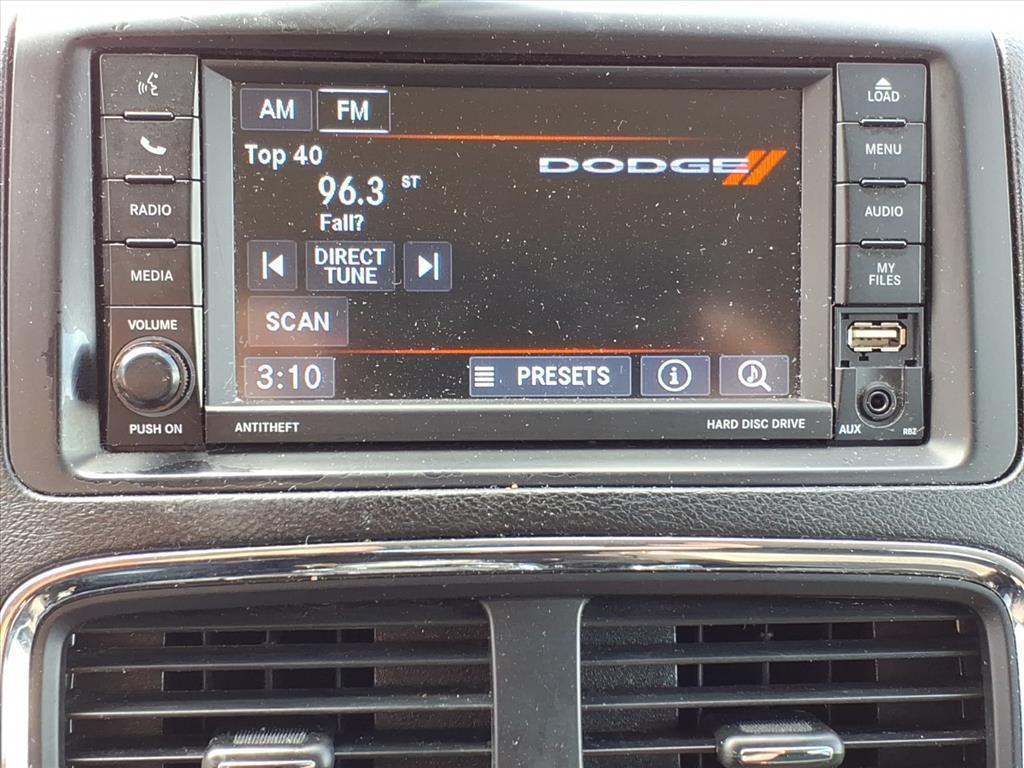 AM
FM
Top 40
DODGE
96.3 ST
Fall?
DIRECT
TUNE
SCAN
3:10
PRESETS
RADIO
MEDIA
VOLUME
PUSH ON
ANTITHEFT
HARD DISC DRIVE
LOAD
MENU
AUDIO
MY
FILES
AUX
RBZ